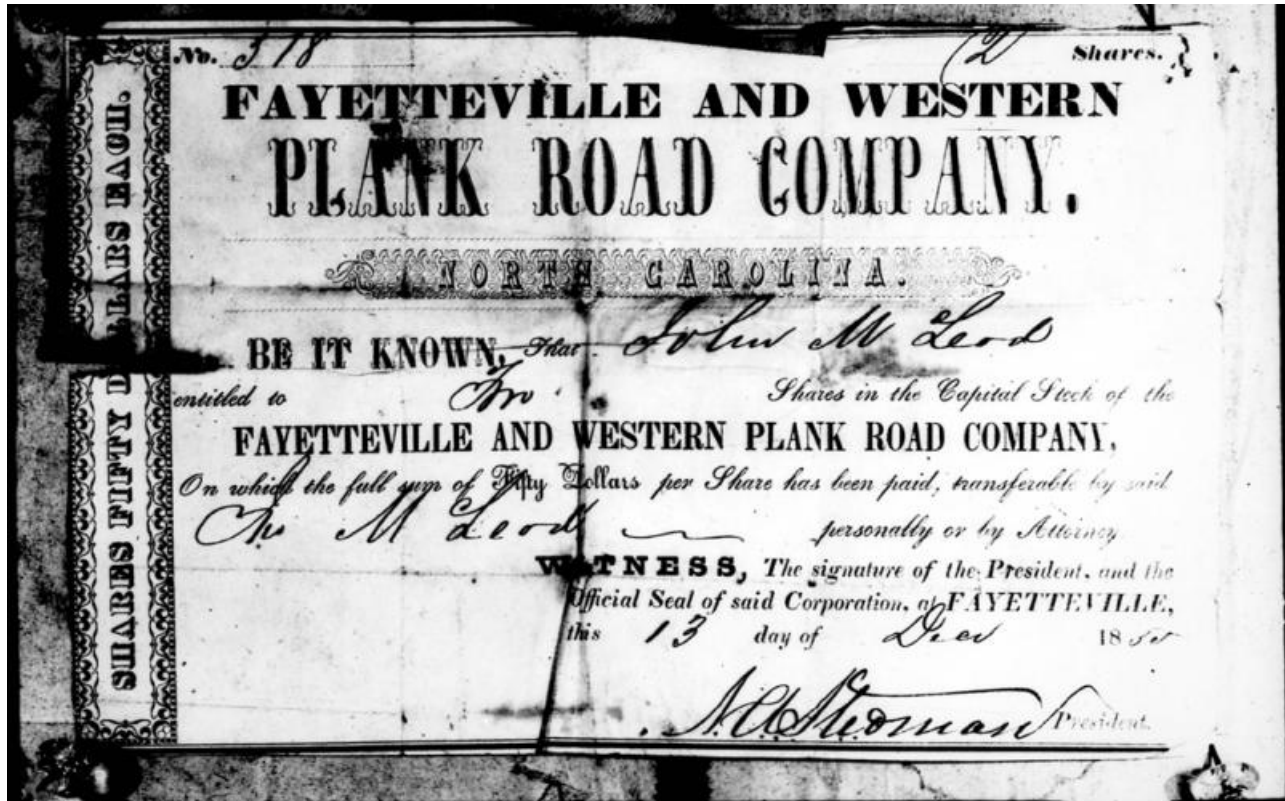 No. 318 (2) Shares.
FAYETTEVILLE AND WESTERN
PLANK ROAD COMPANY.
NORTH CAROLINA.
BE IT KNOWN, That John McLeod
entitled to Two Shares in the Capital Stock of the
FAYETTEVILLE AND WESTERN PLANK ROAD COMPANY,
On which the full sum of Fifty Dollars per Share has been paid, transferable by said
Jno McLeod personally or by Attorney
WITNESS, The signature of the President, and the
Official Seal of said Corporation, at FAYETTEVILLE,
this 13 day of Decr 1850
Stedman President.
SHARES FIFTY DOLLARS EACH.